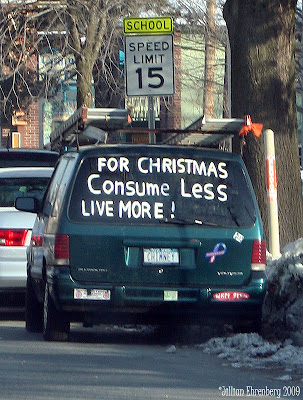 SCHOOL
SPEED
LIMIT
15
FOR CHRISTMAS
Consume Less
LIVE MORE!
©Jillian Ehrenberg 2009